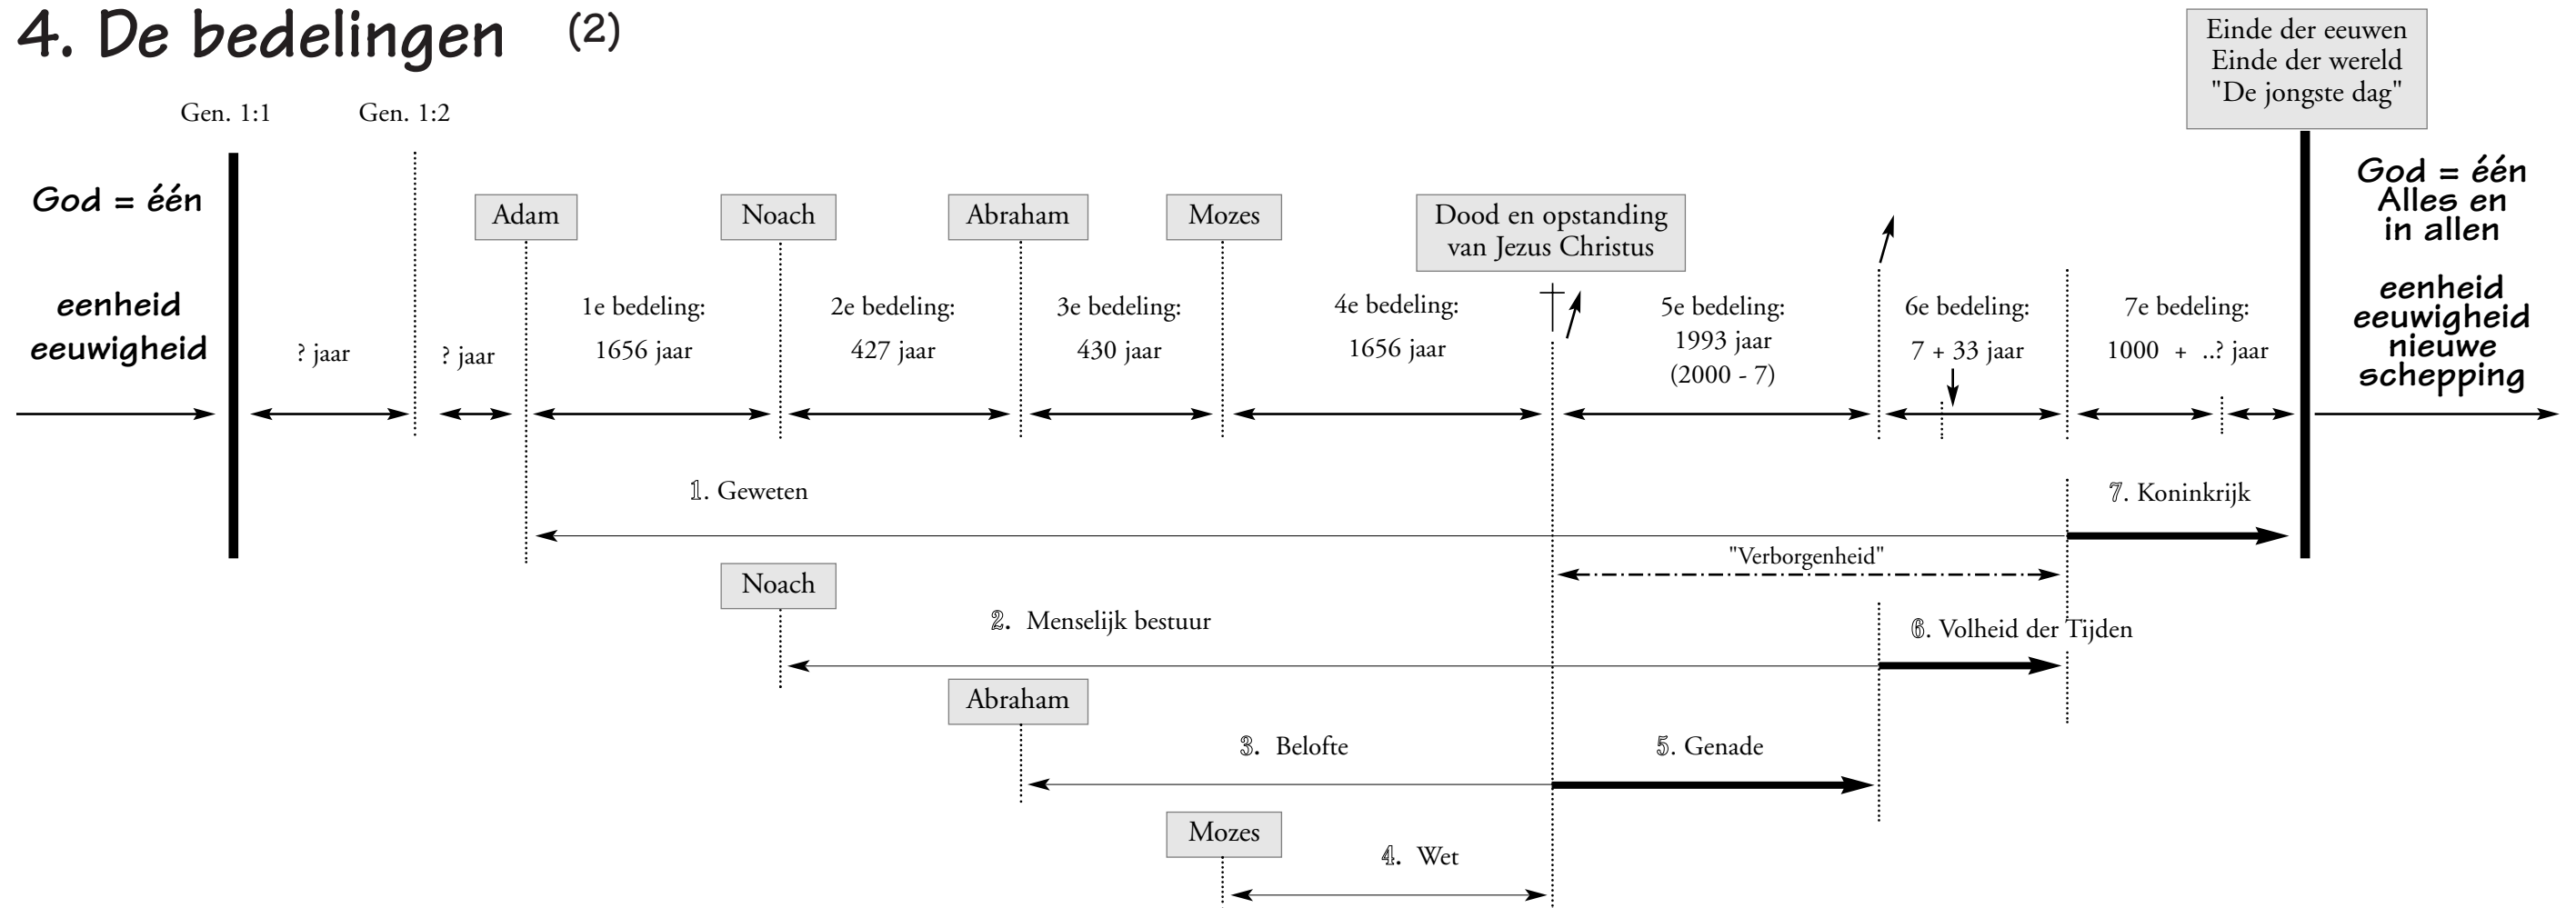 4. De bedelingen (2)
Einde der eeuwen
Einde der wereld
"De jongste dag"
Gen. 1:1
Gen. 1:2
God = één
eenheid
eeuwigheid
? jaar
? jaar
Adam
Noach
Abraham
Mozes
Dood en opstanding
van Jezus Christus
God = één
Alles en
in allen
eenheid
eeuwigheid
nieuwe
schepping
1e bedeling:
1656 jaar
2e bedeling:
427 jaar
3e bedeling:
430 jaar
4e bedeling:
1656 jaar
5e bedeling:
1993 jaar
(2000 - 7)
6e bedeling:
7 + 33 jaar
7e bedeling:
1000 + ..? jaar
1. Geweten
7. Koninkrijk
"Verborgenheid"
Noach
2. Menselijk bestuur
6. Volheid der Tijden
Abraham
3. Belofte
5. Genade
Mozes
4. Wet